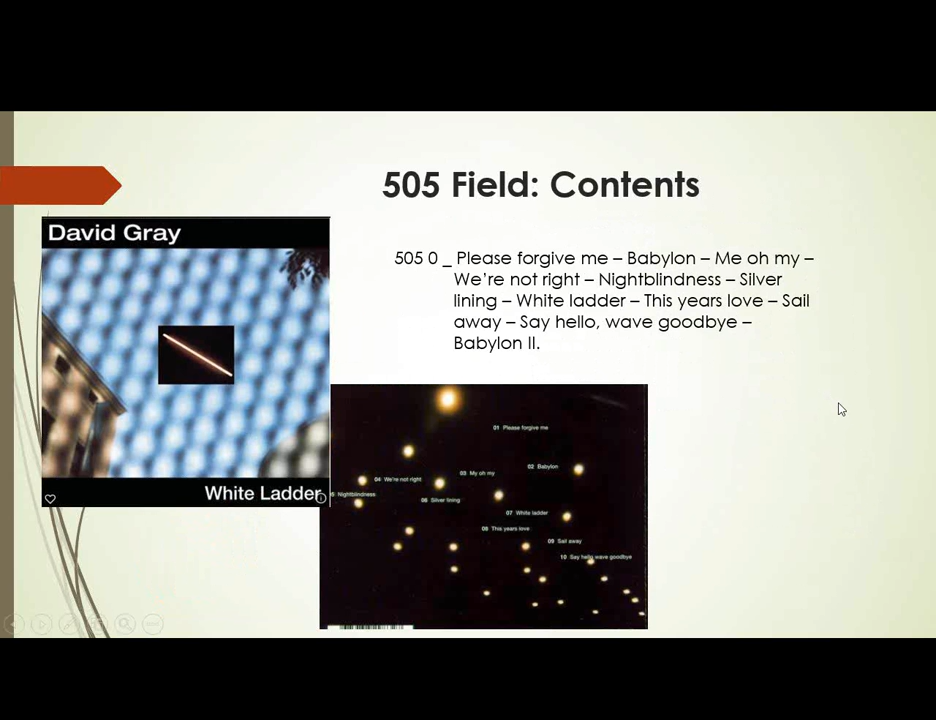 505 Field: Contents
David Gray
505 0 _ Please forgive me – Babylon – Me oh my –
We're not right – Nightblindness – Silver
lining – White ladder – This years love – Sail
away – Say hello, wave goodbye –
Babylon II.
White Ladder
01 Please forgive me
02 Babylon
03 My oh my
04 We're not right
5 Nightblindness
06 Silver lining
07 White ladder
08 This years love
09 Sail away
10 Say hello wave goodbye